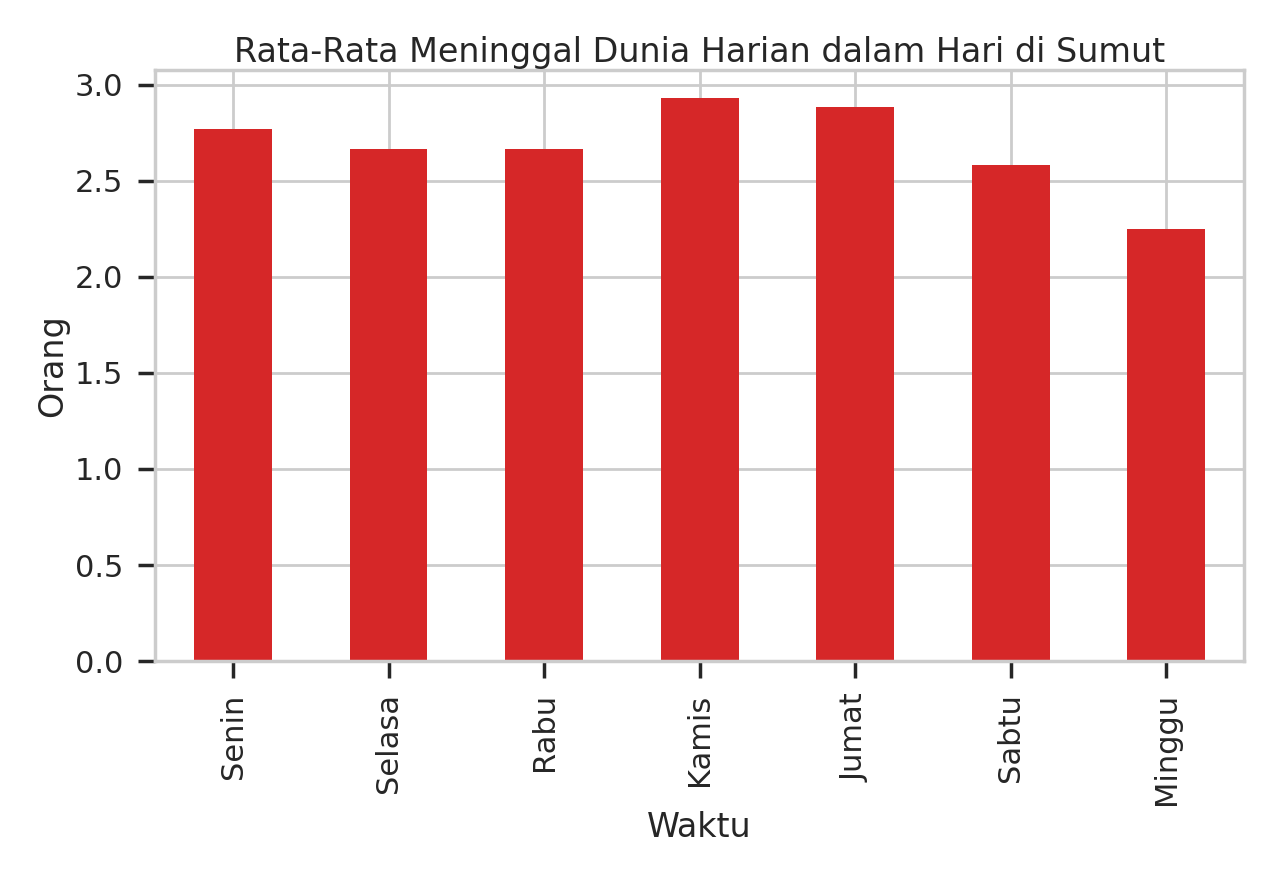 Rata-Rata Meninggal Dunia Harian dalam Hari di Sumut
3.0
2.5
2.0
1.5
1.0
0.5
0.0
Orang
Senin
Selasa
Rabu
Kamis
Jumat
Sabtu
Minggu
Waktu